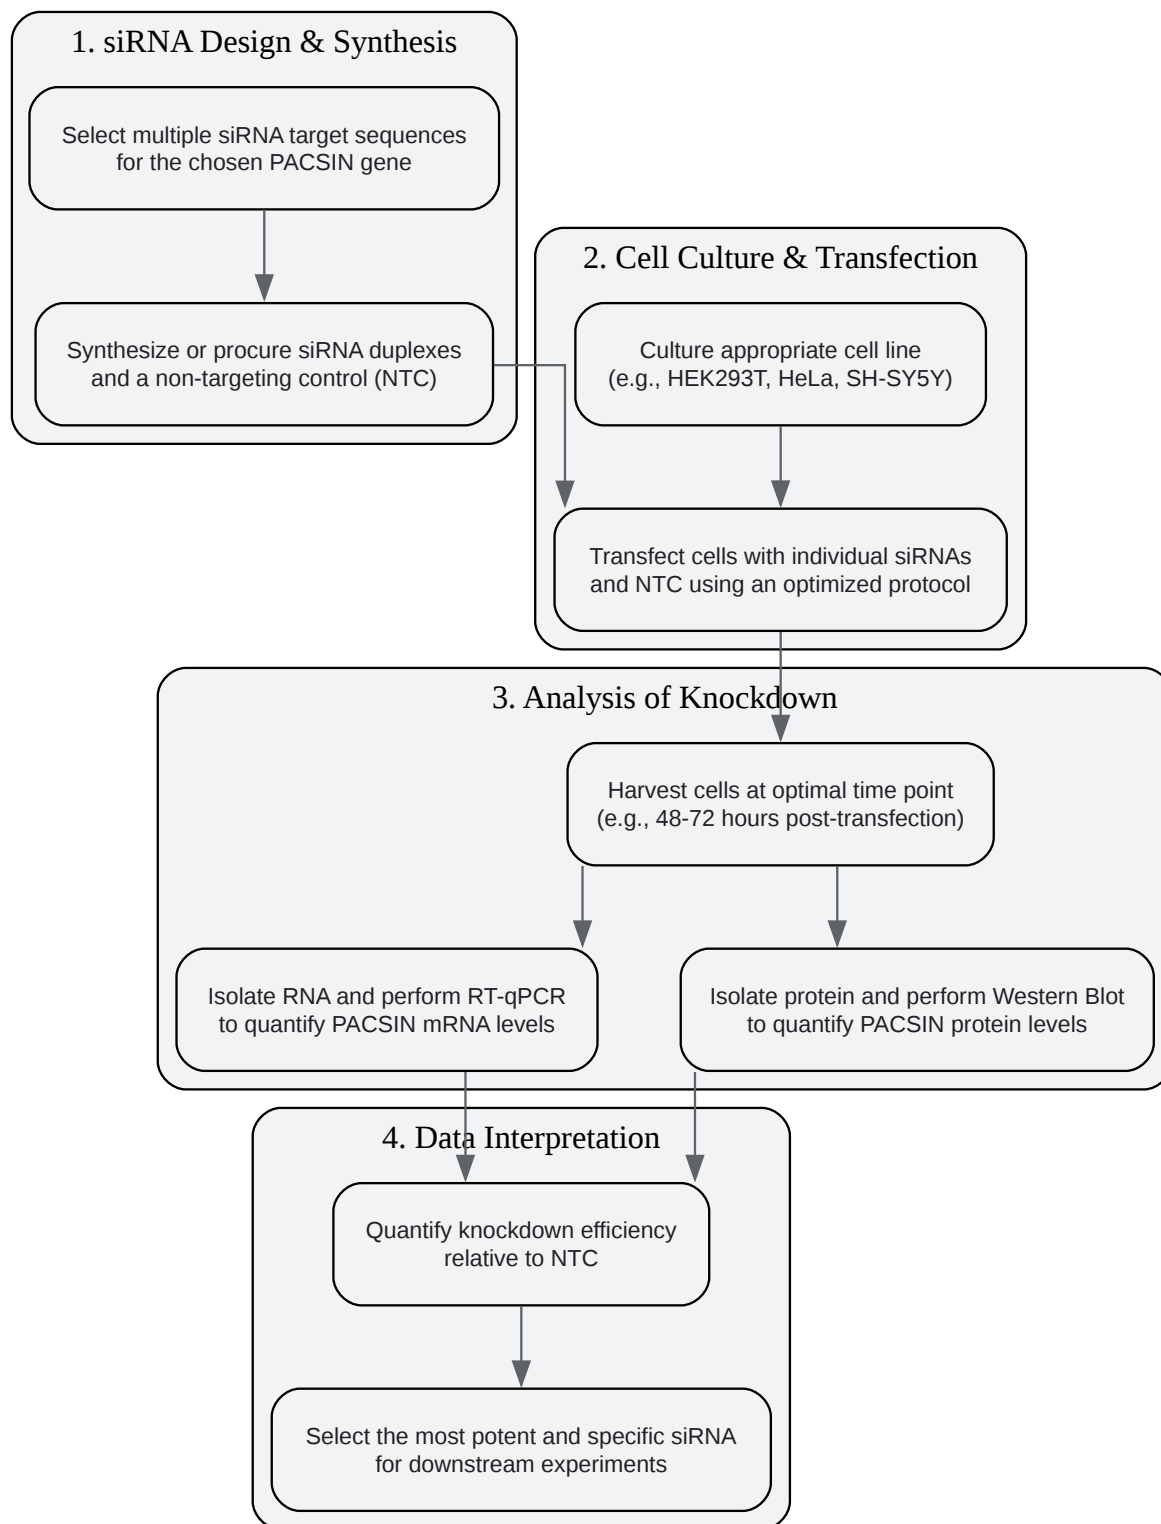 1. siRNA Design & Synthesis
Select multiple siRNA target sequences
for the chosen PACSIN gene
Synthesize or procure siRNA duplexes
and a non-targeting control (NTC)
2. Cell Culture & Transfection
Culture appropriate cell line
(e.g., HEK293T, HeLa, SH-SY5Y)
Transfect cells with individual siRNAs
and NTC using an optimized protocol
3. Analysis of Knockdown
Harvest cells at optimal time point
(e.g., 48-72 hours post-transfection)
Isolate RNA and perform RT-qPCR
to quantify PACSIN mRNA levels
Isolate protein and perform Western Blot
to quantify PACSIN protein levels
4. Data Interpretation
Quantify knockdown efficiency
relative to NTC
Select the most potent and specific siRNA
for downstream experiments